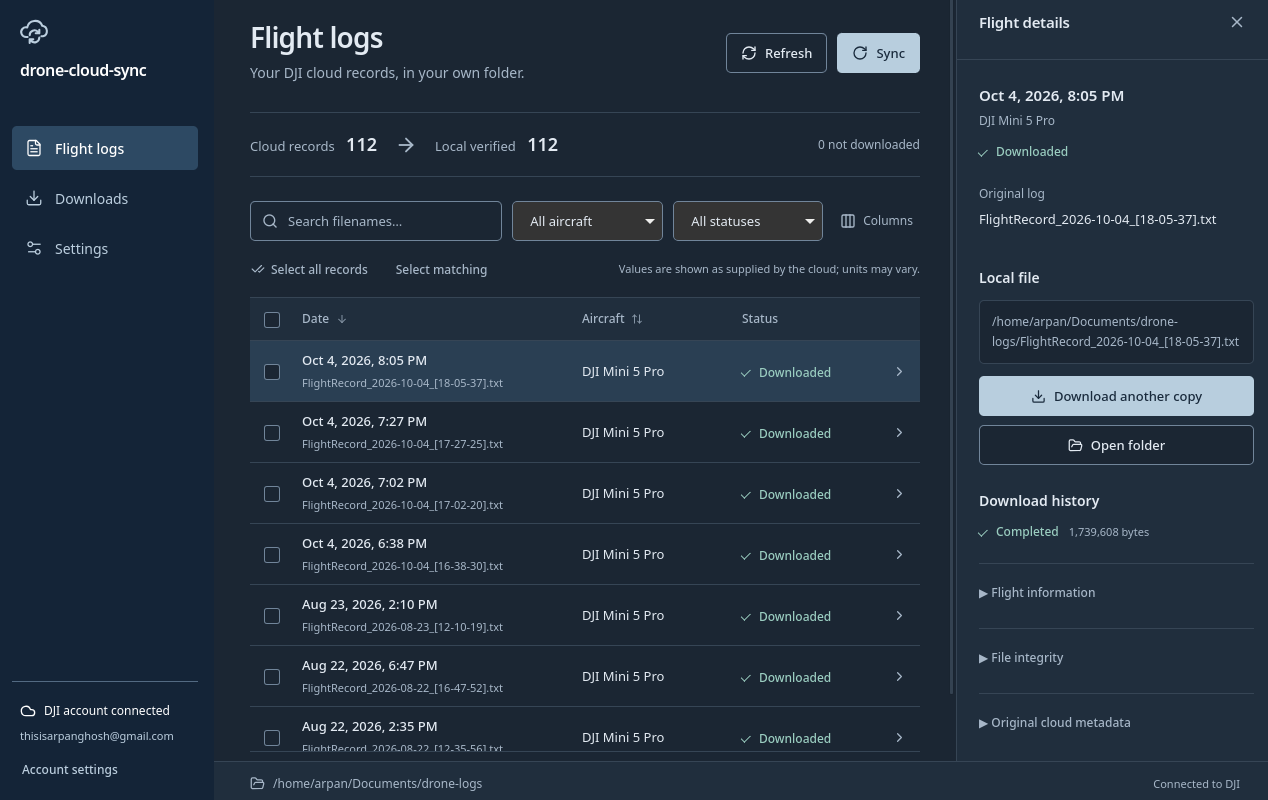 drone-cloud-sync
Flight logs
Downloads
Settings
DJI account connected
thisisarpanghosh@gmail.com
Account settings
Flight logs
Your DJI cloud records, in your own folder.
Refresh
Sync
Cloud records 112 → Local verified 112
0 not downloaded
Search filenames...
All aircraft
All statuses
Columns
Select all records
Select matching
Values are shown as supplied by the cloud; units may vary.
Date ↓ Aircraft ↑↓ Status
Oct 4, 2026, 8:05 PM
FlightRecord_2026-10-04_[18-05-37].txt
DJI Mini 5 Pro
Downloaded
Oct 4, 2026, 7:27 PM
FlightRecord_2026-10-04_[17-27-25].txt
DJI Mini 5 Pro
Downloaded
Oct 4, 2026, 7:02 PM
FlightRecord_2026-10-04_[17-02-20].txt
DJI Mini 5 Pro
Downloaded
Oct 4, 2026, 6:38 PM
FlightRecord_2026-10-04_[16-38-30].txt
DJI Mini 5 Pro
Downloaded
Aug 23, 2026, 2:10 PM
FlightRecord_2026-08-23_[12-10-19].txt
DJI Mini 5 Pro
Downloaded
Aug 22, 2026, 6:47 PM
FlightRecord_2026-08-22_[16-47-52].txt
DJI Mini 5 Pro
Downloaded
Aug 22, 2026, 2:35 PM
FlightRecord_2026-08-22_[12-35-56].txt
DJI Mini 5 Pro
Downloaded
/home/arpan/Documents/drone-logs
Connected to DJI
Flight details
Oct 4, 2026, 8:05 PM
DJI Mini 5 Pro
Downloaded
Original log
FlightRecord_2026-10-04_[18-05-37].txt
Local file
/home/arpan/Documents/drone-
logs/FlightRecord_2026-10-04_[18-05-37].txt
Download another copy
Open folder
Download history
Completed 1,739,608 bytes
▶ Flight information
▶ File integrity
▶ Original cloud metadata